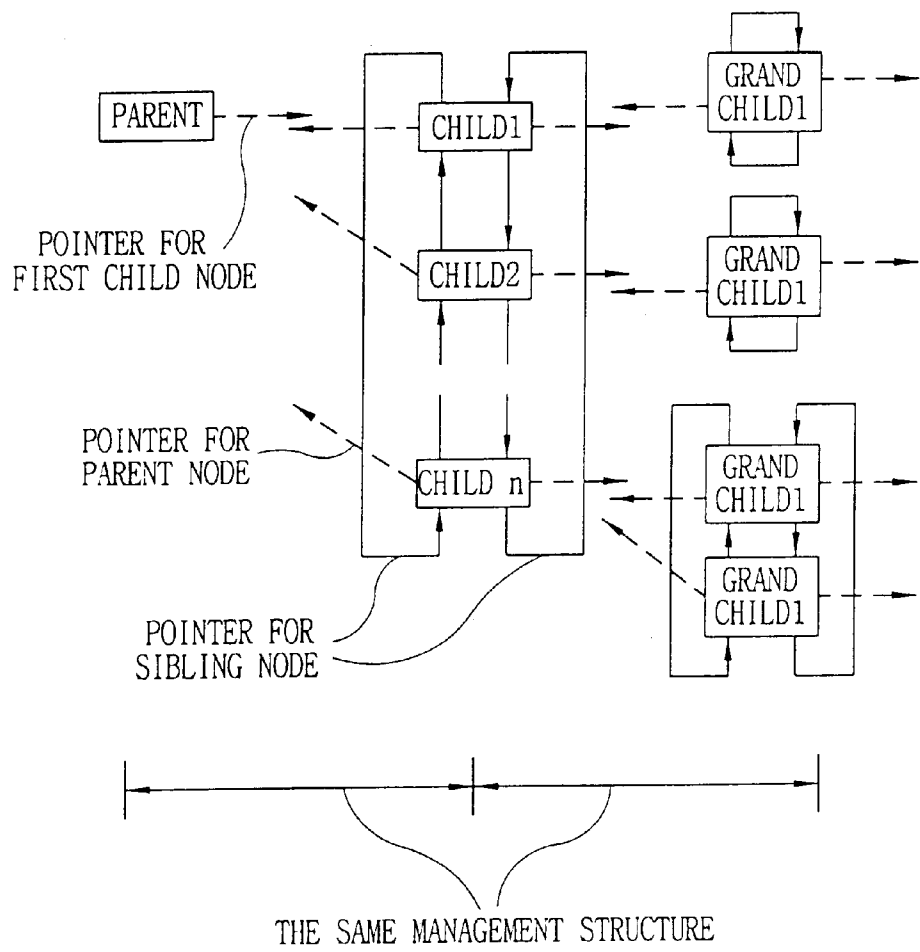 PARENT
CHILD1
GRAND
CHILD1
POINTER FOR
FIRST CHILD NODE
CHILD2
GRAND
CHILD1
POINTER FOR
PARENT NODE
CHILD n
GRAND
CHILD1
GRAND
CHILD1
POINTER FOR
SIBLING NODE
THE SAME MANAGEMENT STRUCTURE